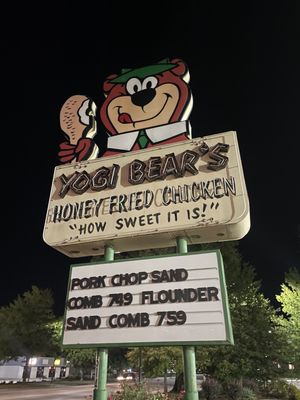 YOGI BEAR'S
HONEY FRIED CHICKEN
"HOW SWEET IT IS!"
PORK CHOP SAND
COMB 749 FLOUNDER
SAND COMB 759